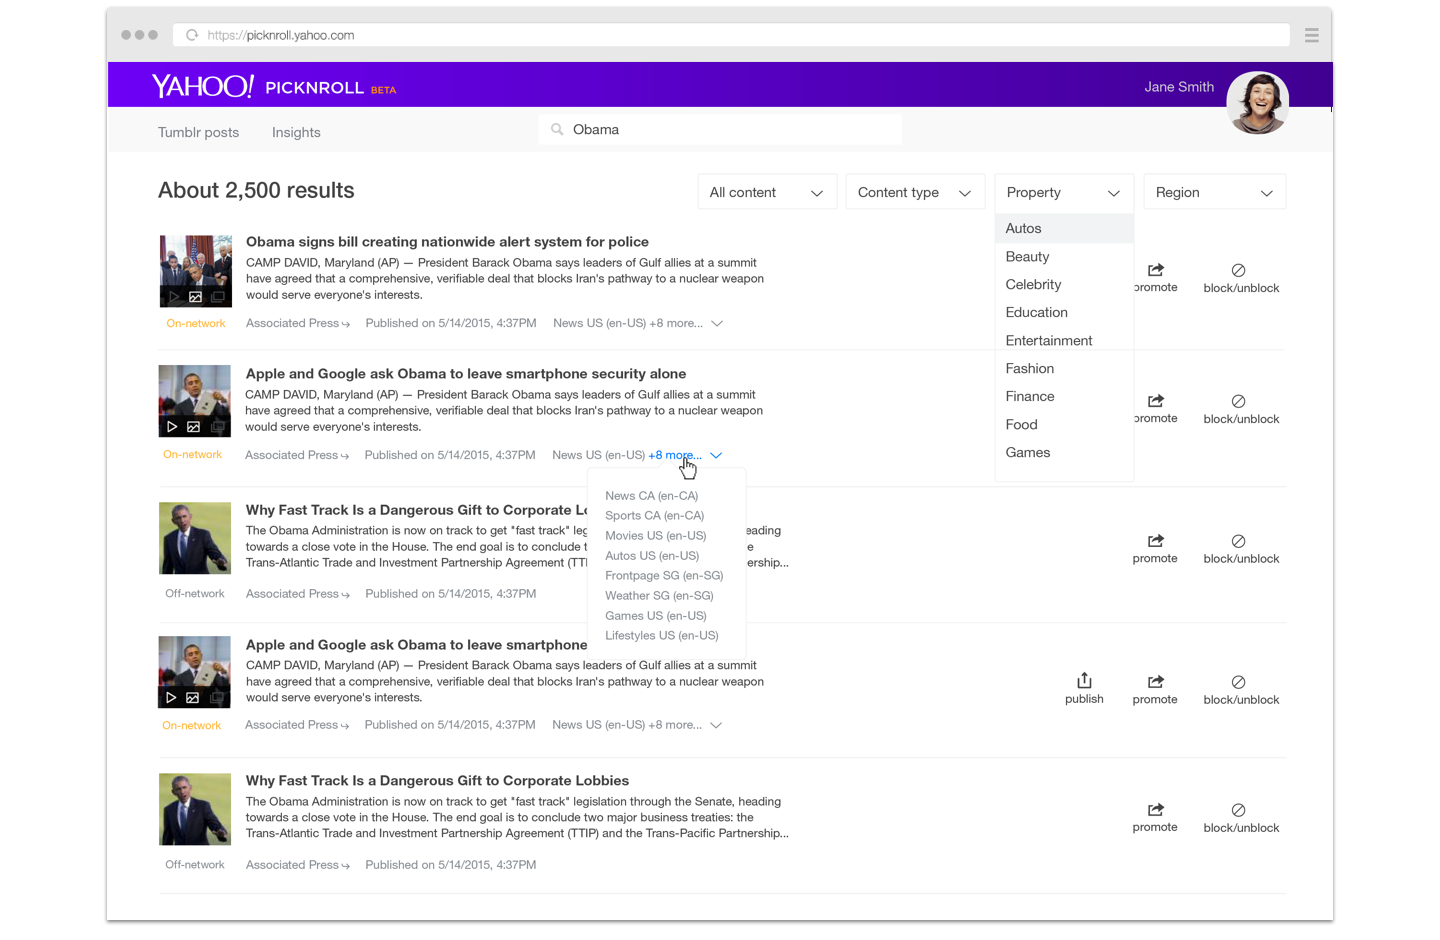 https://picknroll.yahoo.com
YAHOO! PICKNROLL BETA
Jane Smith
Tumblr posts
Insights
Obama
About 2,500 results
All content
Content type
Property
Region
Autos
Beauty
Celebrity
Education
Entertainment
Fashion
Finance
Food
Games
Obama signs bill creating nationwide alert system for police
CAMP DAVID, Maryland (AP) — President Barack Obama says leaders of Gulf allies at a summit
have agreed that a comprehensive, verifiable deal that blocks Iran's pathway to a nuclear weapon
would serve everyone's interests.
promote
block/unblock
On-network
Associated Press
Published on 5/14/2015, 4:37PM
News US (en-US) +8 more...
Apple and Google ask Obama to leave smartphone security alone
CAMP DAVID, Maryland (AP) — President Barack Obama says leaders of Gulf allies at a summit
have agreed that a comprehensive, verifiable deal that blocks Iran's pathway to a nuclear weapon
would serve everyone's interests.
promote
block/unblock
On-network
Associated Press
Published on 5/14/2015, 4:37PM
News US (en-US) +8 more...
News CA (en-CA)
Sports CA (en-CA)
Movies US (en-US)
Autos US (en-US)
Frontpage SG (en-SG)
Weather SG (en-SG)
Games US (en-US)
Lifestyles US (en-US)
Why Fast Track Is a Dangerous Gift to Corporate Lo
The Obama Administration is now on track to get "fast track" leg eading
towards a close vote in the House. The end goal is to conclude t e
Trans-Atlantic Trade and Investment Partnership Agreement (TTI ership...
promote
block/unblock
Off-network
Associated Press
Published on 5/14/2015, 4:37PM
Apple and Google ask Obama to leave smartphone
CAMP DAVID, Maryland (AP) — President Barack Obama says leaders of Gulf allies at a summit
have agreed that a comprehensive, verifiable deal that blocks Iran's pathway to a nuclear weapon
would serve everyone's interests.
publish
promote
block/unblock
On-network
Associated Press
Published on 5/14/2015, 4:37PM
News US (en-US) +8 more...
Why Fast Track Is a Dangerous Gift to Corporate Lobbies
The Obama Administration is now on track to get "fast track" legislation through the Senate, heading
towards a close vote in the House. The end goal is to conclude two major business treaties: the
Trans-Atlantic Trade and Investment Partnership Agreement (TTIP) and the Trans-Pacific Partnership...
promote
block/unblock
Off-network
Associated Press
Published on 5/14/2015, 4:37PM